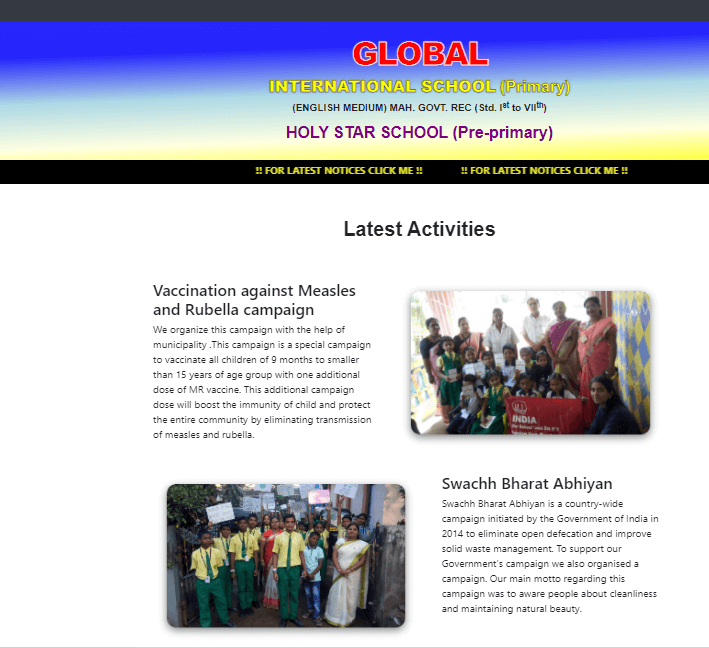 GLOBAL
INTERNATIONAL SCHOOL (Primary)
(ENGLISH MEDIUM) MAH. GOVT. REC (Std. Ist to VIIth)
HOLY STAR SCHOOL (Pre-primary)
!! FOR LATEST NOTICES CLICK ME !! !! FOR LATEST NOTICES CLICK ME !!
Latest Activities
Vaccination against Measles
and Rubella campaign
We organize this campaign with the help of
municipality .This campaign is a special campaign
to vaccinate all children of 9 months to smaller
than 15 years of age group with one additional
dose of MR vaccine. This additional campaign
dose will boost the immunity of child and protect
the entire community by eliminating transmission
of measles and rubella.
INDIA
Swachh Bharat Abhiyan
Swachh Bharat Abhiyan is a country-wide
campaign initiated by the Government of India in
2014 to eliminate open defecation and improve
solid waste management. To support our
Government's campaign we also organised a
campaign. Our main motto regarding this
campaign was to aware people about cleanliness
and maintaining natural beauty.